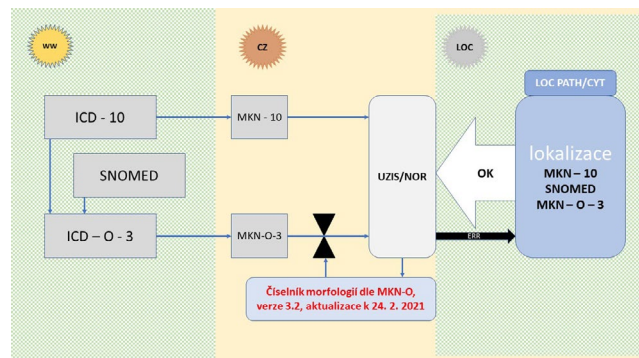 WW
CZ
LOC
LOC PATH/CYT
ICD - 10
MKN - 10
lokalizace
MKN – 10
SNOMED
MKN – O – 3
SNOMED
UZIS/NOR
OK
ICD – O - 3
MKN-O-3
ERR
Číselník morfologií dle MKN-O,
verze 3.2, aktualizace k 24. 2. 2021